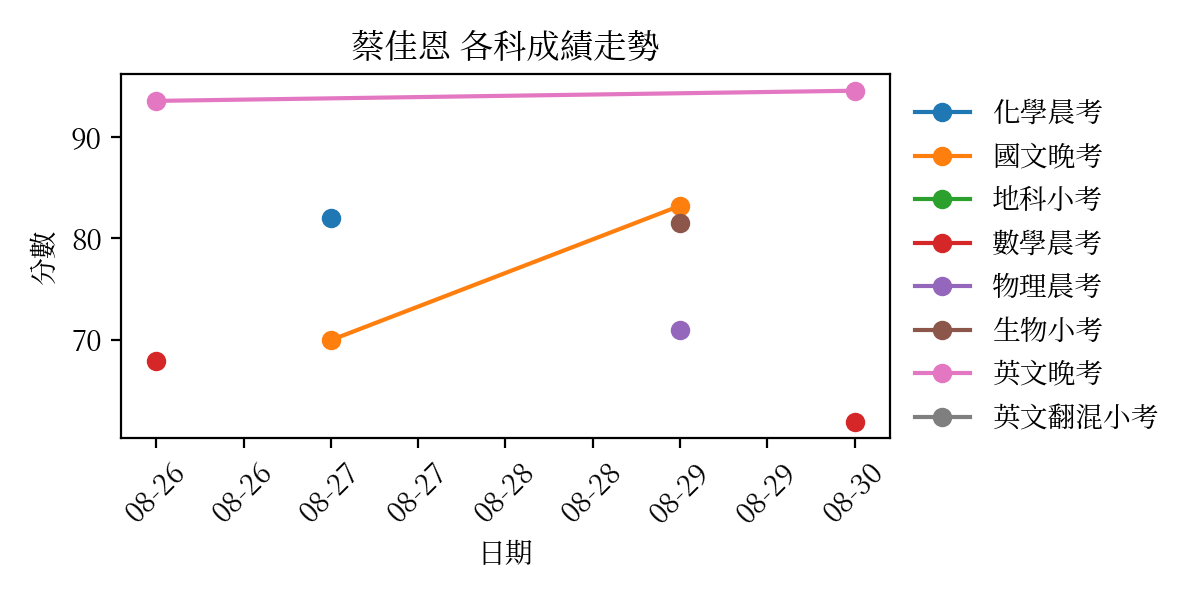 蔡佳恩 各科成績走勢
分數
90
80
70
08-26
08-26
08-27
08-27
08-28
08-28
08-29
08-29
08-30
日期
化學晨考
國文晚考
地科小考
數學晨考
物理晨考
生物小考
英文晚考
英文翻混小考